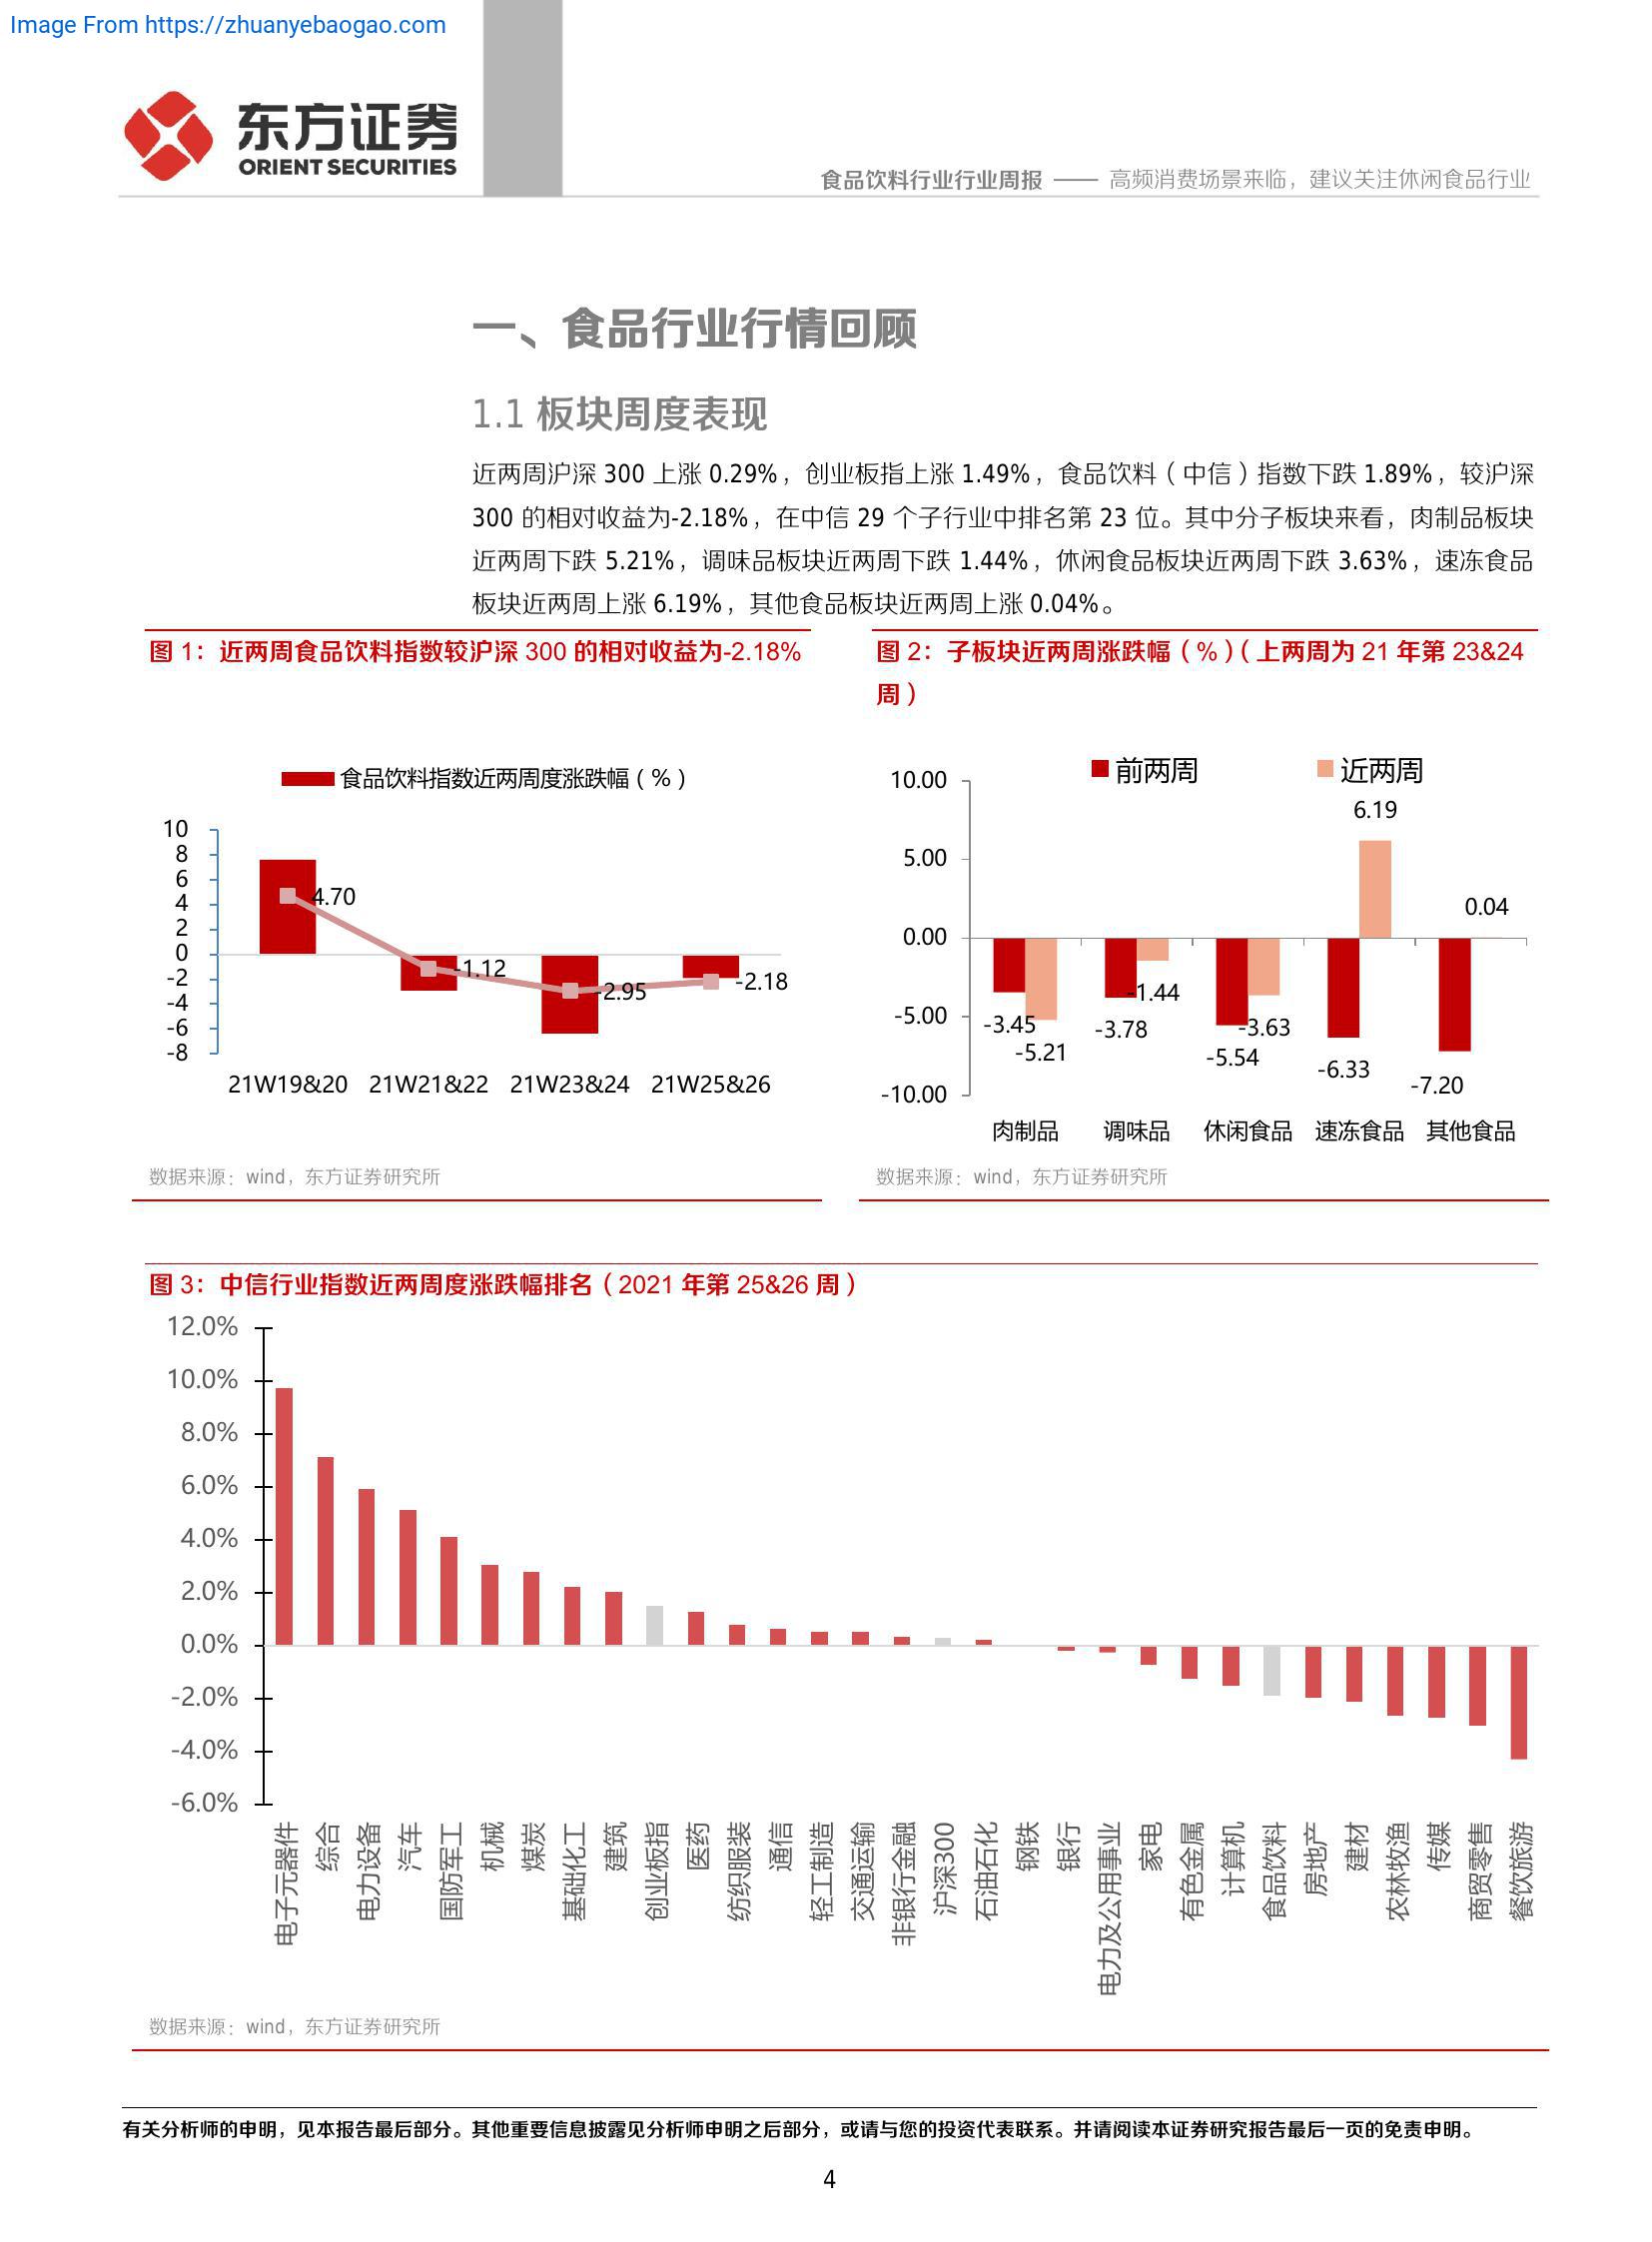 Image From https://zhuanyebaogao.com
东方证券
ORIENT SECURITIES
食品饮料行业行业周报 —— 高频消费场景来临，建议关注休闲食品行业
一、食品行业行情回顾
1.1 板块周度表现
近两周沪深 300 上涨 0.29%，创业板指上涨 1.49%，食品饮料（中信）指数下跌 1.89%，较沪深
300 的相对收益为-2.18%，在中信 29 个子行业中排名第 23 位。其中分子板块来看，肉制品板块
近两周下跌 5.21%，调味品板块近两周下跌 1.44%，休闲食品板块近两周下跌 3.63%，速冻食品
板块近两周上涨 6.19%，其他食品板块近两周上涨 0.04%。
图 1：近两周食品饮料指数较沪深 300 的相对收益为-2.18%
食品饮料指数近两周度涨跌幅（%）
10
8
6
4
2
0
-2
-4
-6
-8
4.70
-1.12
-2.95
-2.18
21W19&20 21W21&22 21W23&24 21W25&26
数据来源：wind，东方证券研究所
图 2：子板块近两周涨跌幅（%）（上两周为 21 年第 23&24
周）
前两周 近两周
10.00
5.00
0.00
-5.00
-10.00
6.19
0.04
-1.44
-3.45
-3.78
-3.63
-5.21
-5.54
-6.33
-7.20
肉制品 调味品 休闲食品 速冻食品 其他食品
数据来源：wind，东方证券研究所
图 3：中信行业指数近两周度涨跌幅排名（2021 年第 25&26 周）
12.0%
10.0%
8.0%
6.0%
4.0%
2.0%
0.0%
-2.0%
-4.0%
-6.0%
电子元器件
综合
电力设备
汽车
国防军工
机械
煤炭
基础化工
建筑
创业板指
医药
纺织服装
通信
轻工制造
交通运输
非银行金融
沪深300
石油石化
钢铁
银行
电力及公用事业
家电
有色金属
计算机
食品饮料
房地产
建材
农林牧渔
传媒
商贸零售
餐饮旅游
数据来源：wind，东方证券研究所
有关分析师的申明，见本报告最后部分。其他重要信息披露见分析师申明之后部分，或请与您的投资代表联系。并请阅读本证券研究报告最后一页的免责申明。
4